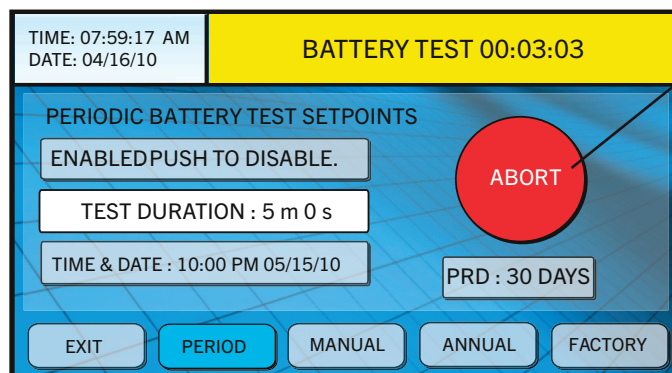 TIME: 07:59:17 AM
DATE: 04/16/10
BATTERY TEST 00:03:03
PERIODIC BATTERY TEST SETPOINTS
ENABLED PUSH TO DISABLE.
ABORT
TEST DURATION : 5 m 0 s
TIME & DATE : 10:00 PM 05/15/10
PRD : 30 DAYS
EXIT
PERIOD
MANUAL
ANNUAL
FACTORY